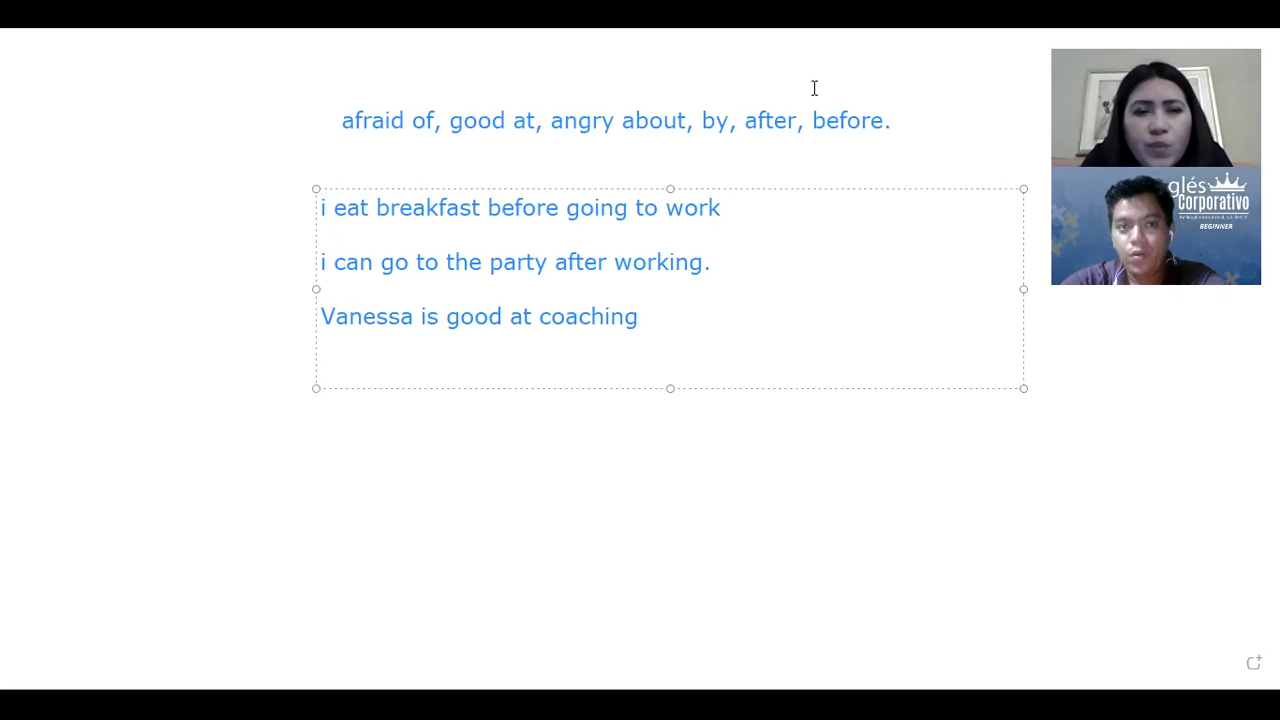 afraid of, good at, angry about, by, after, before.
i eat breakfast before going to work
i can go to the party after working.
Vanessa is good at coaching
glés
Corporativo
BEGINNER